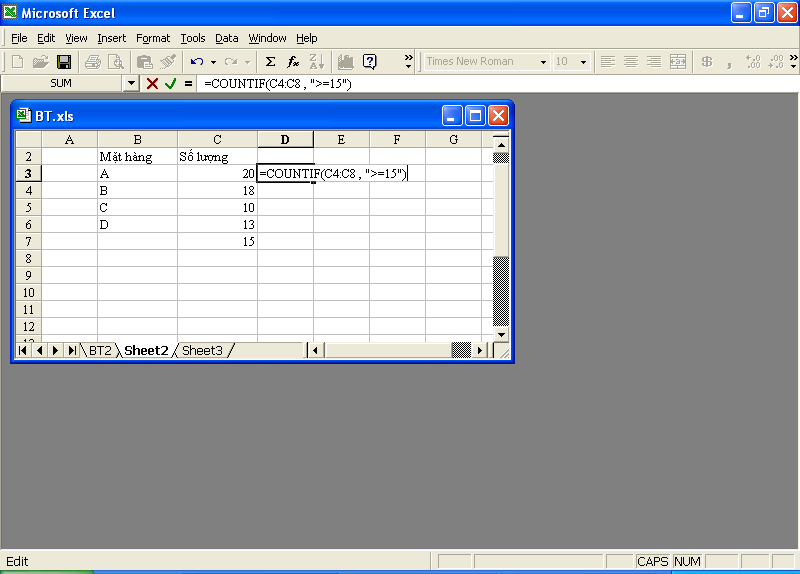 Microsoft Excel
File Edit View Insert Format Tools Data Window Help
Times New Roman 10
SUM =COUNTIF(C4:C8 , ">=15")
BT.xls
A B C D E F G
2 Mặt hàng Số lượng
3 A 20 =COUNTIF(C4:C8 , ">=15")
4 B 18
5 C 10
6 D 13
7 15
8
9
10
11
12
13
BT2 Sheet2 Sheet3
Edit CAPS NUM